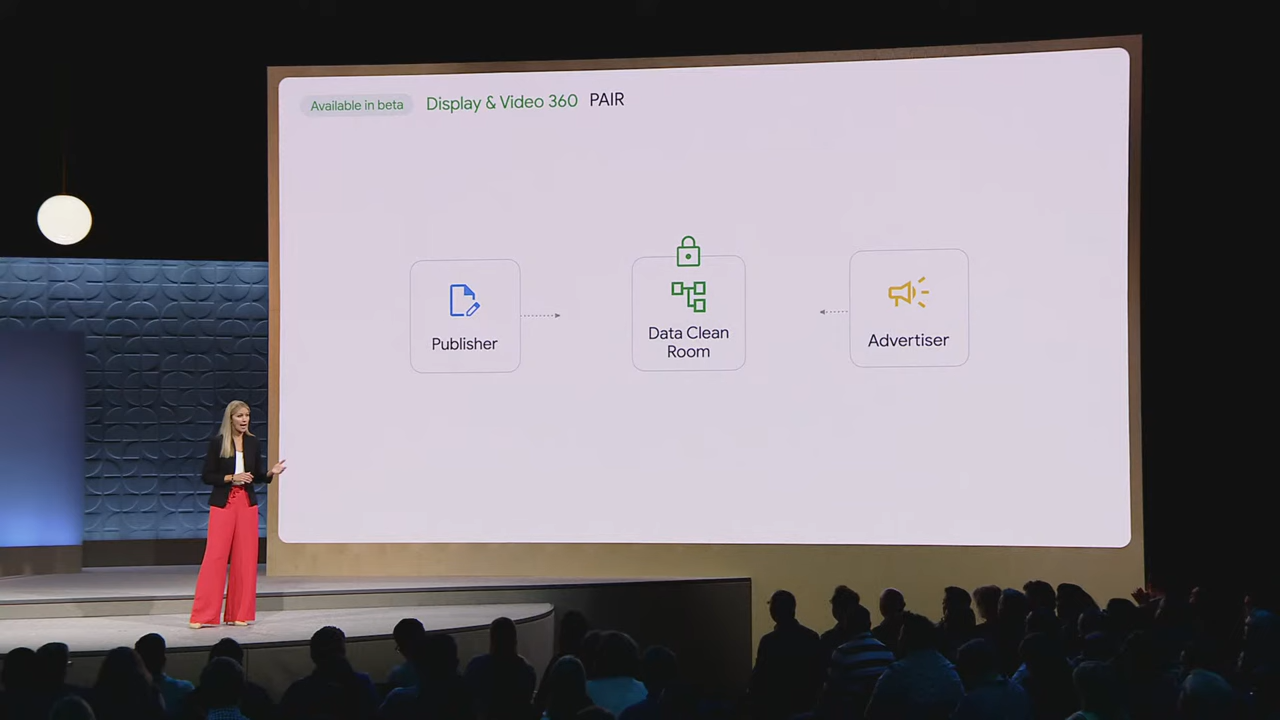 Available in beta Display & Video 360 PAIR
Publisher
Data Clean
Room
Advertiser